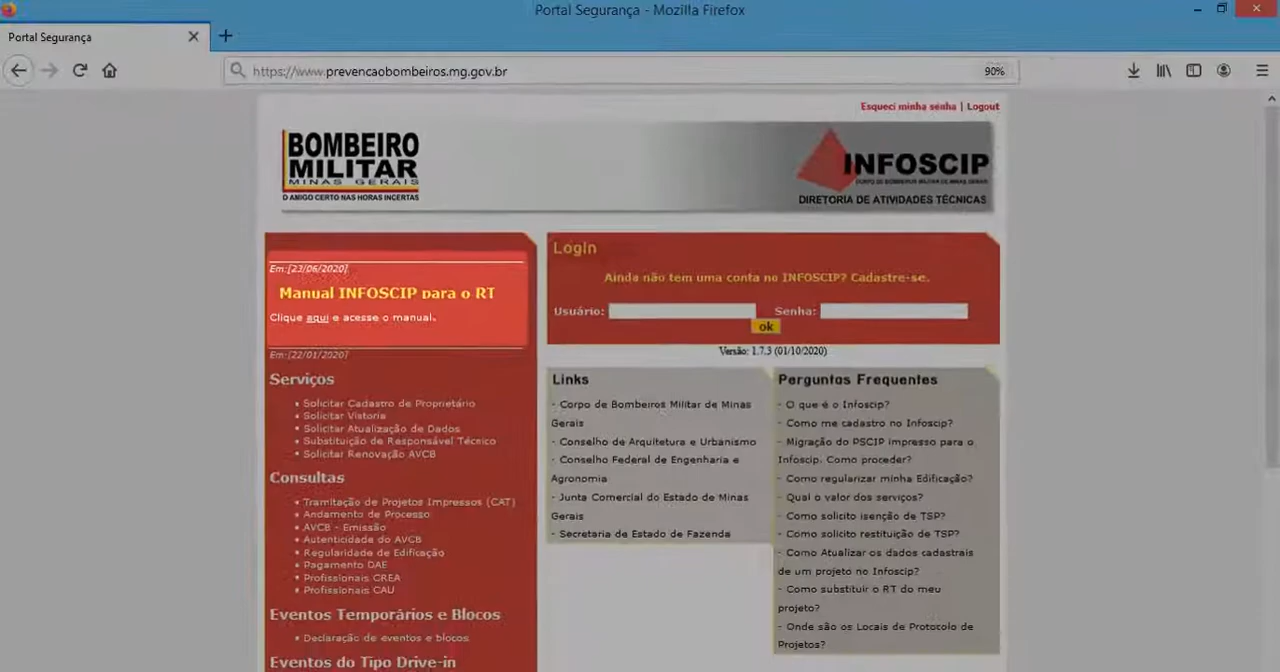 Portal Segurança - Mozilla Firefox
Portal Segurança
https://www.prevencaobombeiros.mg.gov.br
90%
Esqueci minha senha | Logout
BOMBEIRO
MILITAR
MINAS GERAIS
O AMIGO CERTO NAS HORAS INCERTAS
INFOSCIP
CORPO DE BOMBEIROS MILITAR DE MINAS GERAIS
DIRETORIA DE ATIVIDADES TÉCNICAS
Em:[23/06/2020]
Manual INFOSCIP para o RT
Clique aqui e acesse o manual.
Em:[22/01/2020]
Serviços
• Solicitar Cadastro de Proprietário
• Solicitar Vistoria
• Solicitar Atualização de Dados
• Substituição de Responsável Técnico
• Solicitar Renovação AVCB
Consultas
• Tramitação de Projetos Impressos (CAT)
• Andamento de Processo
• AVCB - Emissão
• Autenticidade do AVCB
• Regularidade de Edificação
• Pagamento DAE
• Profissionais CREA
• Profissionais CAU
Eventos Temporários e Blocos
• Declaração de eventos e blocos
Eventos do Tipo Drive-in
Login
Ainda não tem uma conta no INFOSCIP? Cadastre-se.
Usuário: Senha:
ok
Versão: 1.7.3 (01/10/2020)
Links
- Corpo de Bombeiros Militar de Minas
Gerais
- Conselho de Arquitetura e Urbanismo
- Conselho Federal de Engenharia e
Agronomia
- Junta Comercial do Estado de Minas
Gerais
- Secretaria de Estado de Fazenda
Perguntas Frequentes
- O que é o Infoscip?
- Como me cadastro no Infoscip?
- Migração do PSCIP impresso para o
Infoscip. Como proceder?
- Como regularizar minha Edificação?
- Qual o valor dos serviços?
- Como solicito isenção de TSP?
- Como solicito restituição de TSP?
- Como Atualizar os dados cadastrais
de um projeto no Infoscip?
- Como substituir o RT do meu
projeto?
- Onde são os Locais de Protocolo de
Projetos?